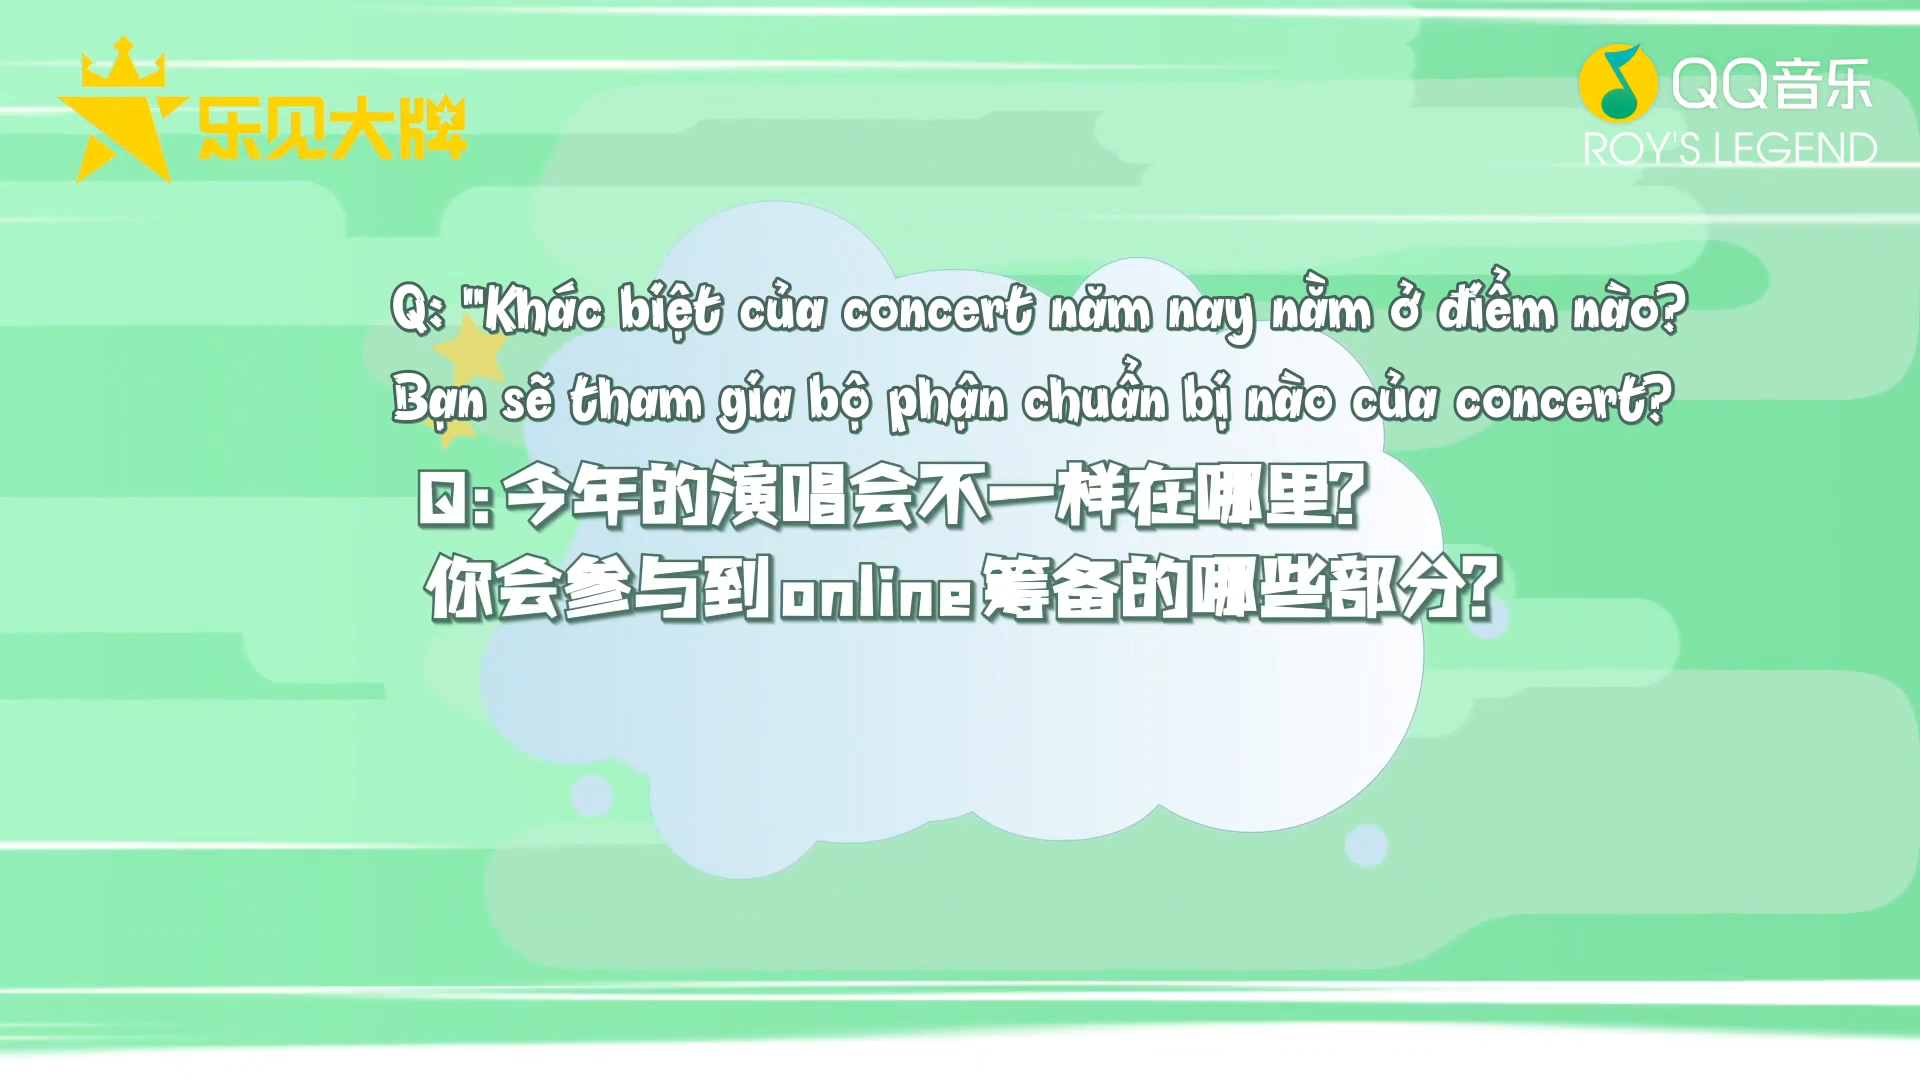 乐见大牌
QQ音乐
ROY'S LEGEND
Q: "'Khác biệt của concert năm nay nằm ở điểm nào?
Bạn sẽ tham gia bộ phận chuẩn bị nào của concert?
Q:今年的演唱会不一样在哪里?
你会参与到online筹备的哪些部分?